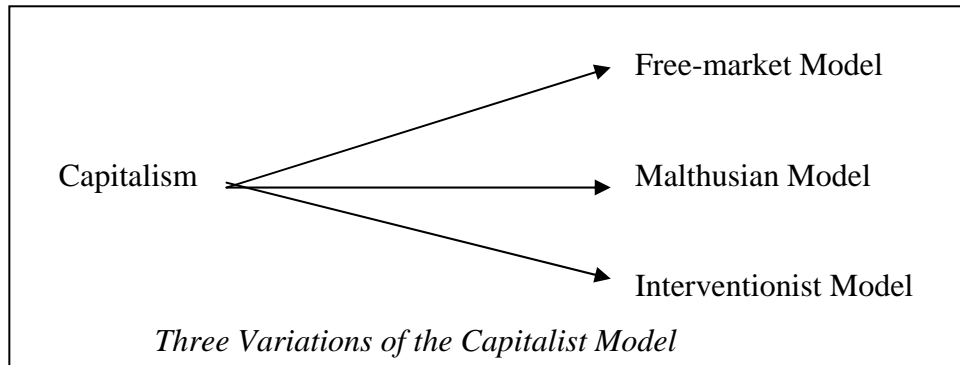 Free-market Model
Capitalism
Malthusian Model
Interventionist Model
Three Variations of the Capitalist Model